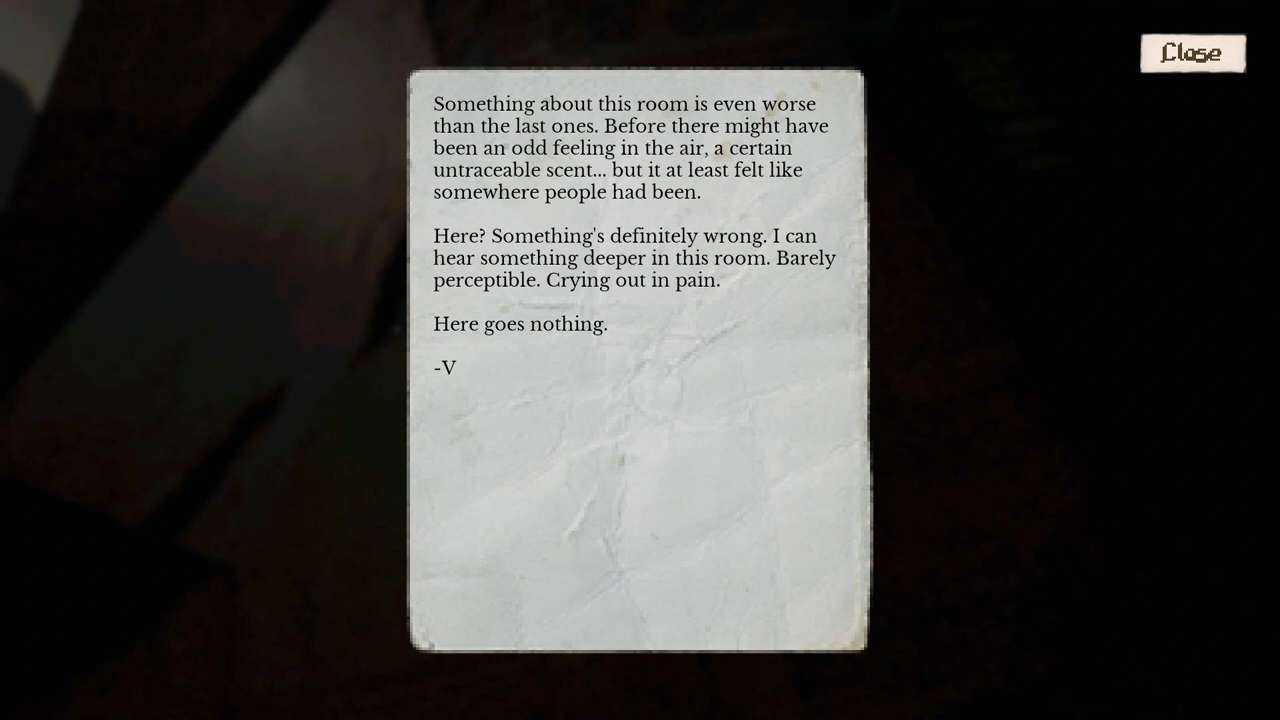 Close
Something about this room is even worse
than the last ones. Before there might have
been an odd feeling in the air, a certain
untraceable scent... but it at least felt like
somewhere people had been.
Here? Something's definitely wrong. I can
hear something deeper in this room. Barely
perceptible. Crying out in pain.
Here goes nothing.
-V